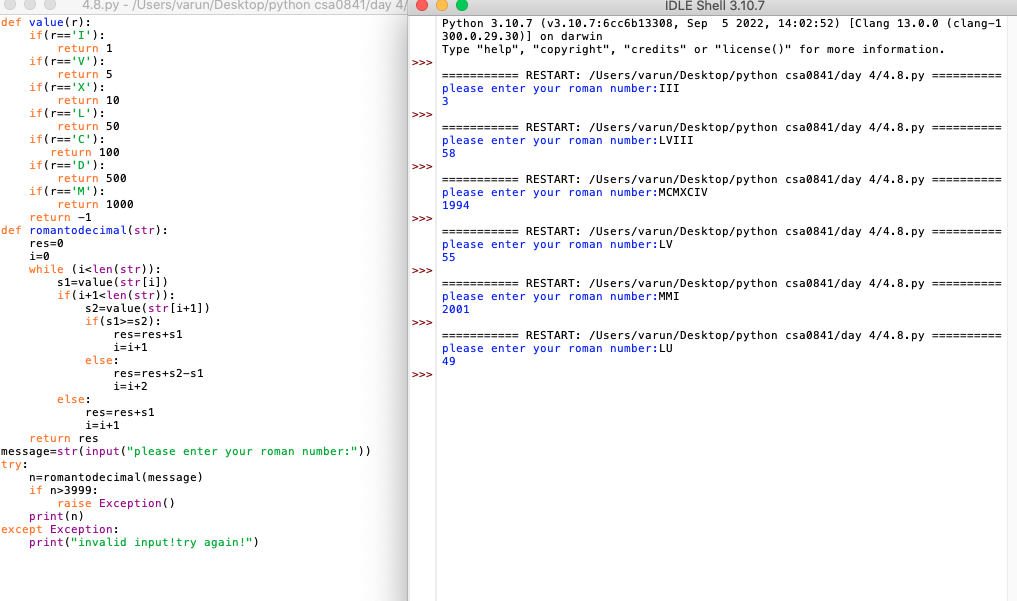 4.8.py - /Users/varun/Desktop/python csa0841/day 4/
def value(r):
    if(r=='I'):
        return 1
    if(r=='V'):
        return 5
    if(r=='X'):
        return 10
    if(r=='L'):
        return 50
    if(r=='C'):
       return 100
    if(r=='D'):
        return 500
    if(r=='M'):
        return 1000
    return -1
def romantodecimal(str):
    res=0
    i=0
    while (i<len(str)):
        s1=value(str[i])
        if(i+1<len(str)):
            s2=value(str[i+1])
            if(s1>=s2):
                res=res+s1
                i=i+1
            else:
                res=res+s2-s1
                i=i+2
        else:
            res=res+s1
            i=i+1
    return res
message=str(input("please enter your roman number:"))
try:
    n=romantodecimal(message)
    if n>3999:
        raise Exception()
    print(n)
except Exception:
    print("invalid input!try again!")
IDLE Shell 3.10.7
Python 3.10.7 (v3.10.7:6cc6b13308, Sep  5 2022, 14:02:52) [Clang 13.0.0 (clang-1
300.0.29.30)] on darwin
Type "help", "copyright", "credits" or "license()" for more information.
>>>
=========== RESTART: /Users/varun/Desktop/python csa0841/day 4/4.8.py ==========
please enter your roman number:III
3
>>>
=========== RESTART: /Users/varun/Desktop/python csa0841/day 4/4.8.py ==========
please enter your roman number:LVIII
58
>>>
=========== RESTART: /Users/varun/Desktop/python csa0841/day 4/4.8.py ==========
please enter your roman number:MCMXCIV
1994
>>>
=========== RESTART: /Users/varun/Desktop/python csa0841/day 4/4.8.py ==========
please enter your roman number:LV
55
>>>
=========== RESTART: /Users/varun/Desktop/python csa0841/day 4/4.8.py ==========
please enter your roman number:MMI
2001
>>>
=========== RESTART: /Users/varun/Desktop/python csa0841/day 4/4.8.py ==========
please enter your roman number:LU
49
>>>